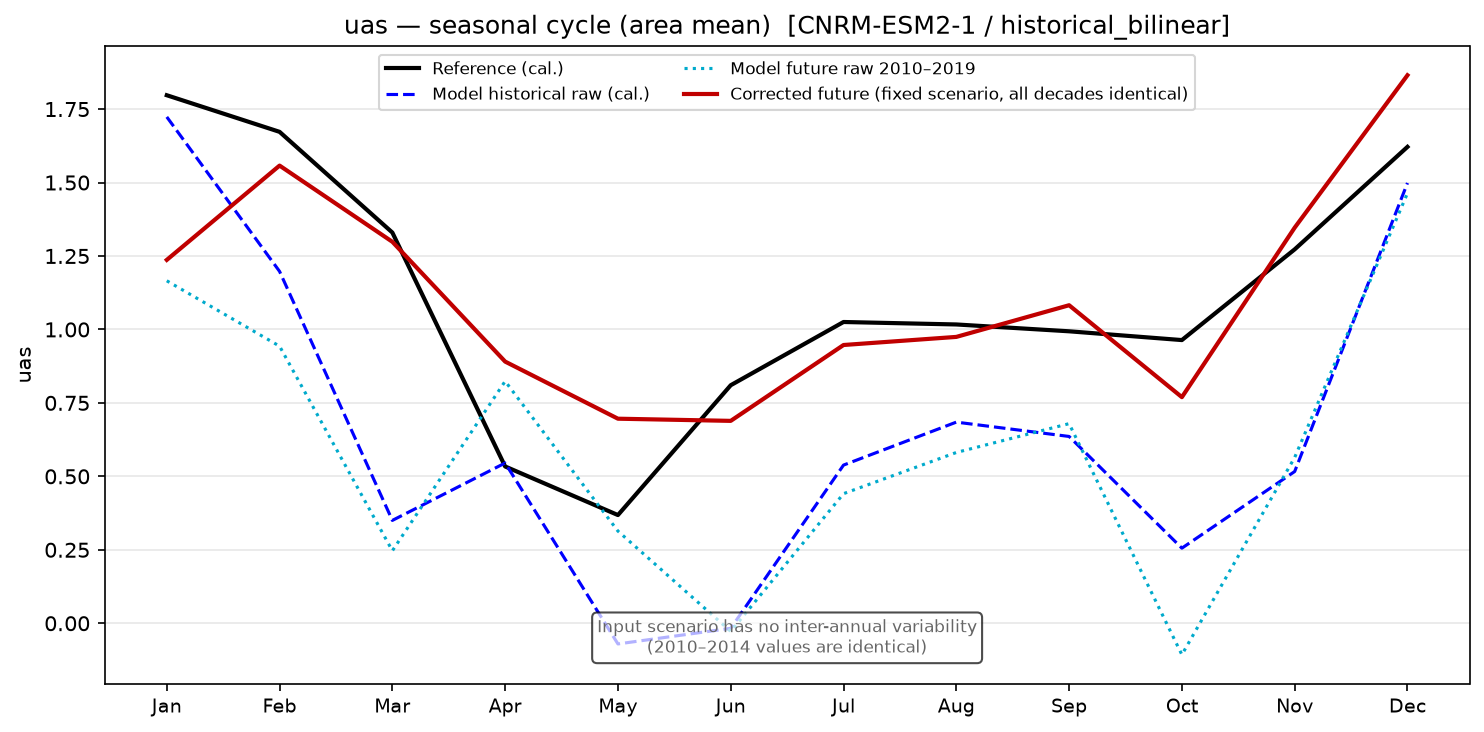 uas — seasonal cycle (area mean)  [CNRM-ESM2-1 / historical_bilinear]
Reference (cal.)
Model historical raw (cal.)
Model future raw 2010–2019
Corrected future (fixed scenario, all decades identical)
uas
1.75
1.50
1.25
1.00
0.75
0.50
0.25
0.00
Input scenario has no inter-annual variability
(2010–2014 values are identical)
Jan Feb Mar Apr May Jun Jul Aug Sep Oct Nov Dec